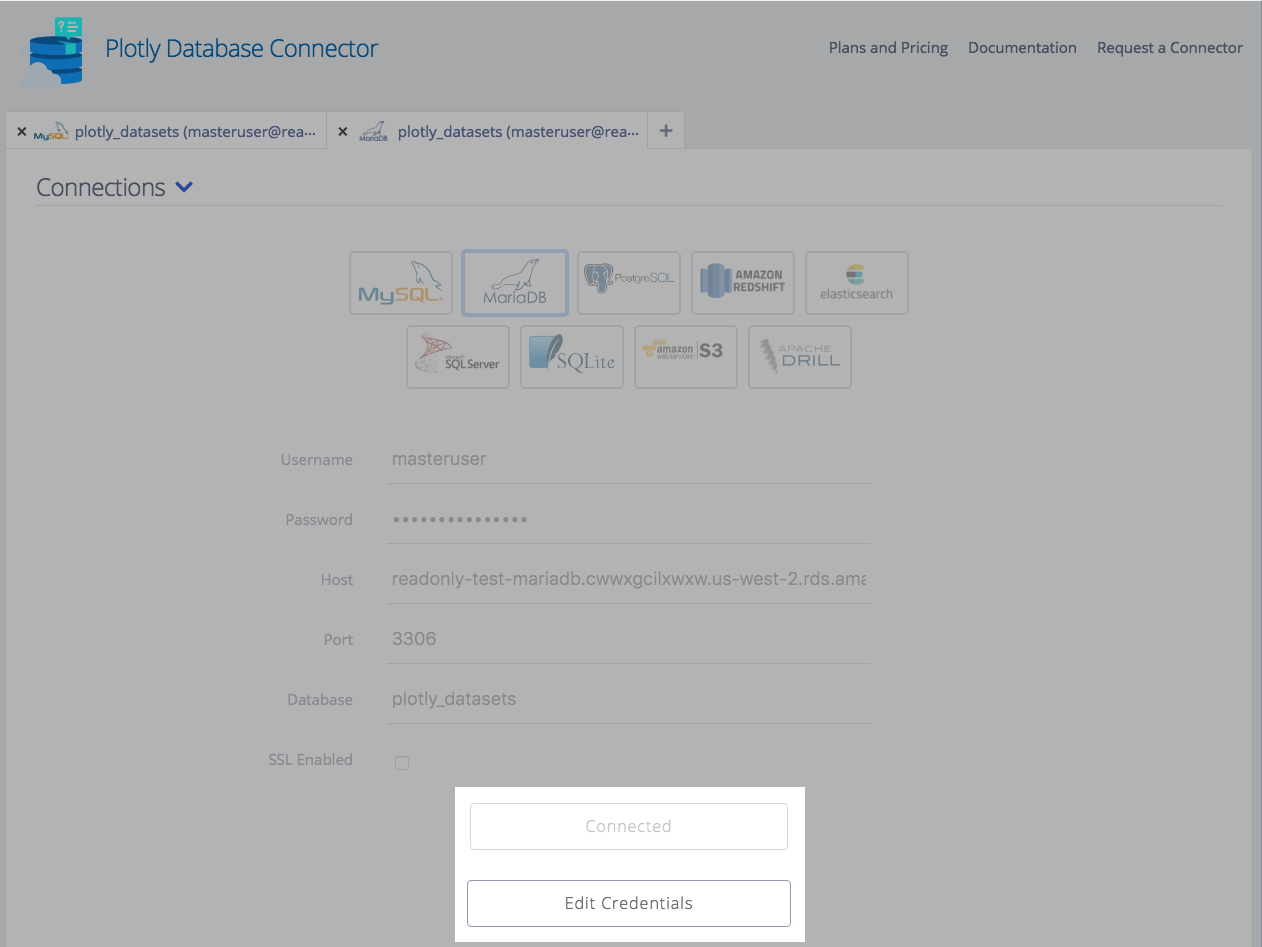 ?
Plotly Database Connector
Plans and Pricing Documentation Request a Connector
× MySQL plotly_datasets (masteruser@rea... × MariaDB plotly_datasets (masteruser@rea... +
Connections
MySQL MariaDB PostgreSQL AMAZON REDSHIFT elasticsearch
Microsoft SQL Server SQLite amazon webservices S3 APACHE DRILL
Username masteruser
Password •••••••••••••••
Host readonly-test-mariadb.cwwxgcilxwxw.us-west-2.rds.ama
Port 3306
Database plotly_datasets
SSL Enabled
Connected
Edit Credentials